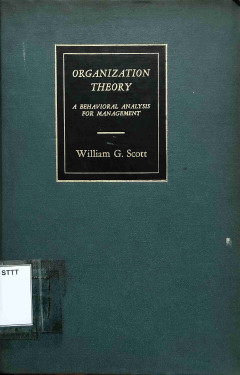 ORGANIZATION
THEORY
A BEHAVIORAL ANALYSIS
FOR MANAGEMENT
William G. Scott
STTT